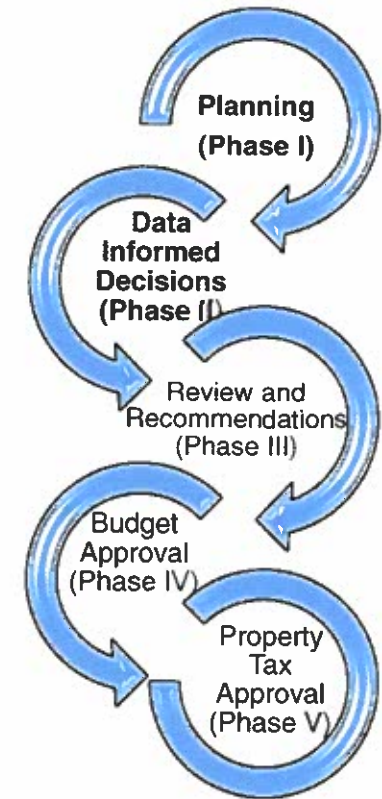 Planning
(Phase I)
Data
Informed
Decisions
(Phase II)
Review and
Recommendations
(Phase III)
Budget
Approval
(Phase IV)
Property
Tax
Approval
(Phase V)